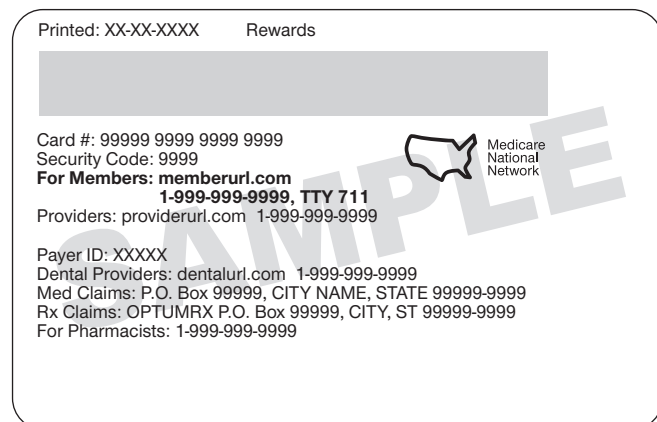 Printed: XX-XX-XXXX Rewards
Card #: 99999 9999 9999 9999
Security Code: 9999
For Members: memberurl.com
1-999-999-9999, TTY 711
Providers: providerurl.com 1-999-999-9999
Medicare
National
Network
Payer ID: XXXXX
Dental Providers: dentalurl.com 1-999-999-9999
Med Claims: P.O. Box 99999, CITY NAME, STATE 99999-9999
Rx Claims: OPTUMRX P.O. Box 99999, CITY, ST 99999-9999
For Pharmacists: 1-999-999-9999
SAMPLE